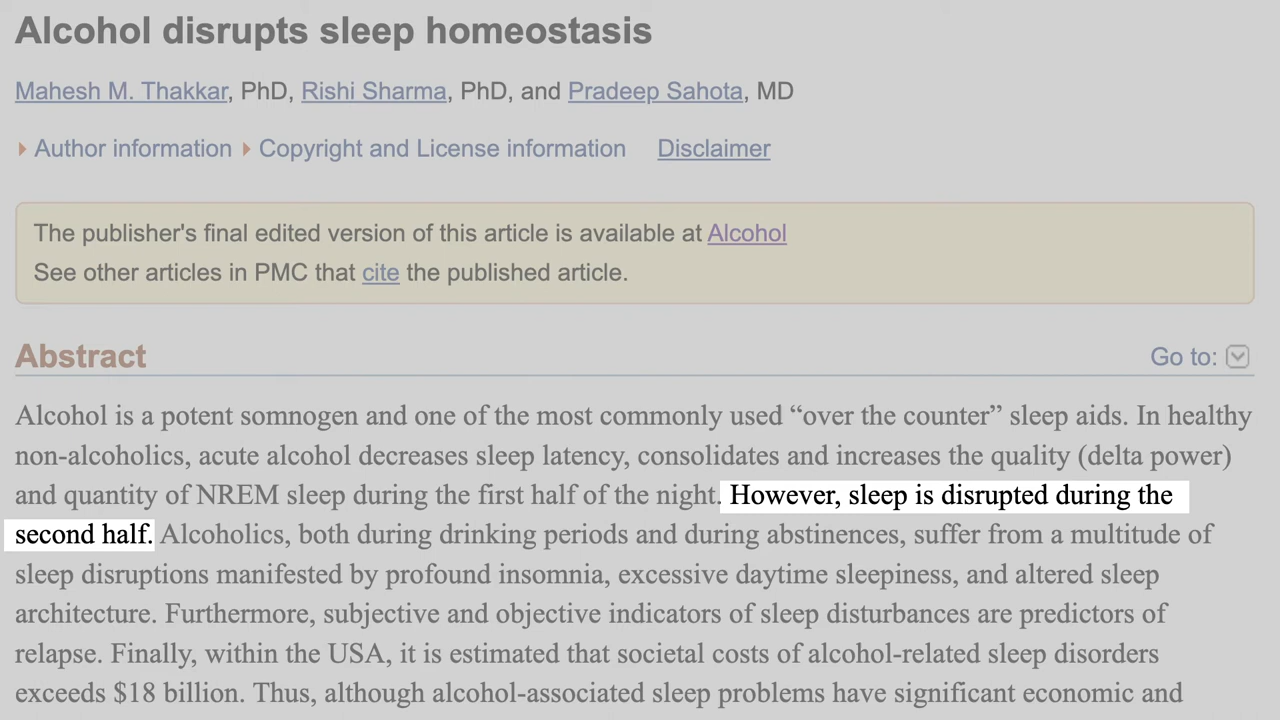 Alcohol disrupts sleep homeostasis
Mahesh M. Thakkar, PhD, Rishi Sharma, PhD, and Pradeep Sahota, MD
Author information Copyright and License information Disclaimer
The publisher's final edited version of this article is available at Alcohol
See other articles in PMC that cite the published article.
Abstract Go to:
Alcohol is a potent somnogen and one of the most commonly used “over the counter” sleep aids. In healthy
non-alcoholics, acute alcohol decreases sleep latency, consolidates and increases the quality (delta power)
and quantity of NREM sleep during the first half of the night. However, sleep is disrupted during the
second half. Alcoholics, both during drinking periods and during abstinences, suffer from a multitude of
sleep disruptions manifested by profound insomnia, excessive daytime sleepiness, and altered sleep
architecture. Furthermore, subjective and objective indicators of sleep disturbances are predictors of
relapse. Finally, within the USA, it is estimated that societal costs of alcohol-related sleep disorders
exceeds $18 billion. Thus, although alcohol-associated sleep problems have significant economic and